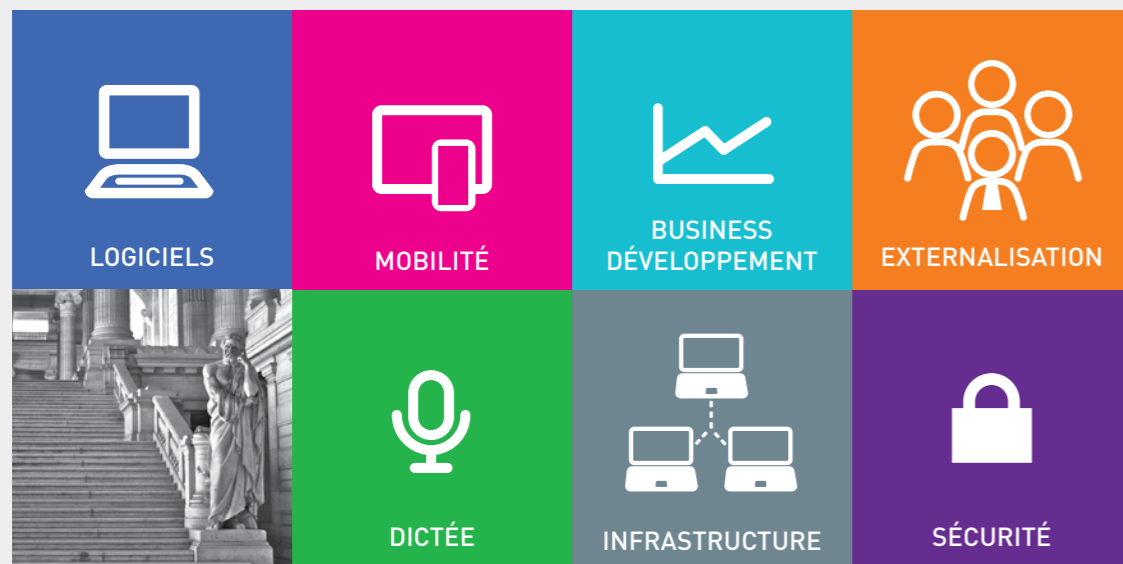 LOGICIELS
MOBILITÉ
BUSINESS
DÉVELOPPEMENT
EXTERNALISATION
DICTÉE
INFRASTRUCTURE
SÉCURITÉ